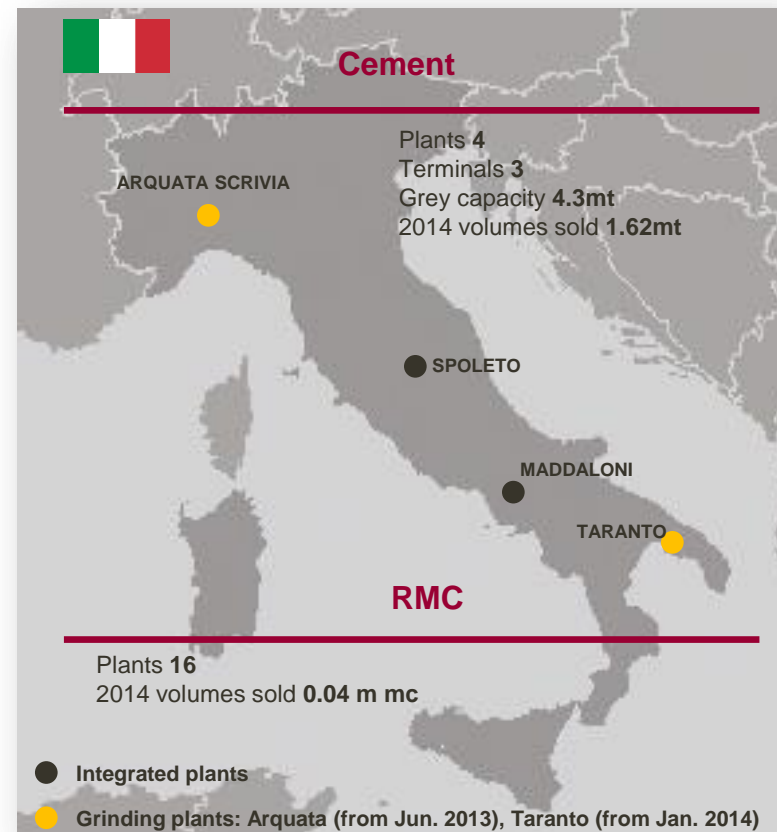 Cement
Plants 4
Terminals 3
Grey capacity 4.3mt
2014 volumes sold 1.62mt
ARQUATA SCRIVIA
SPOLETO
MADDALONI
TARANTO
RMC
Plants 16
2014 volumes sold 0.04 m mc
Integrated plants
Grinding plants: Arquata (from Jun. 2013), Taranto (from Jan. 2014)